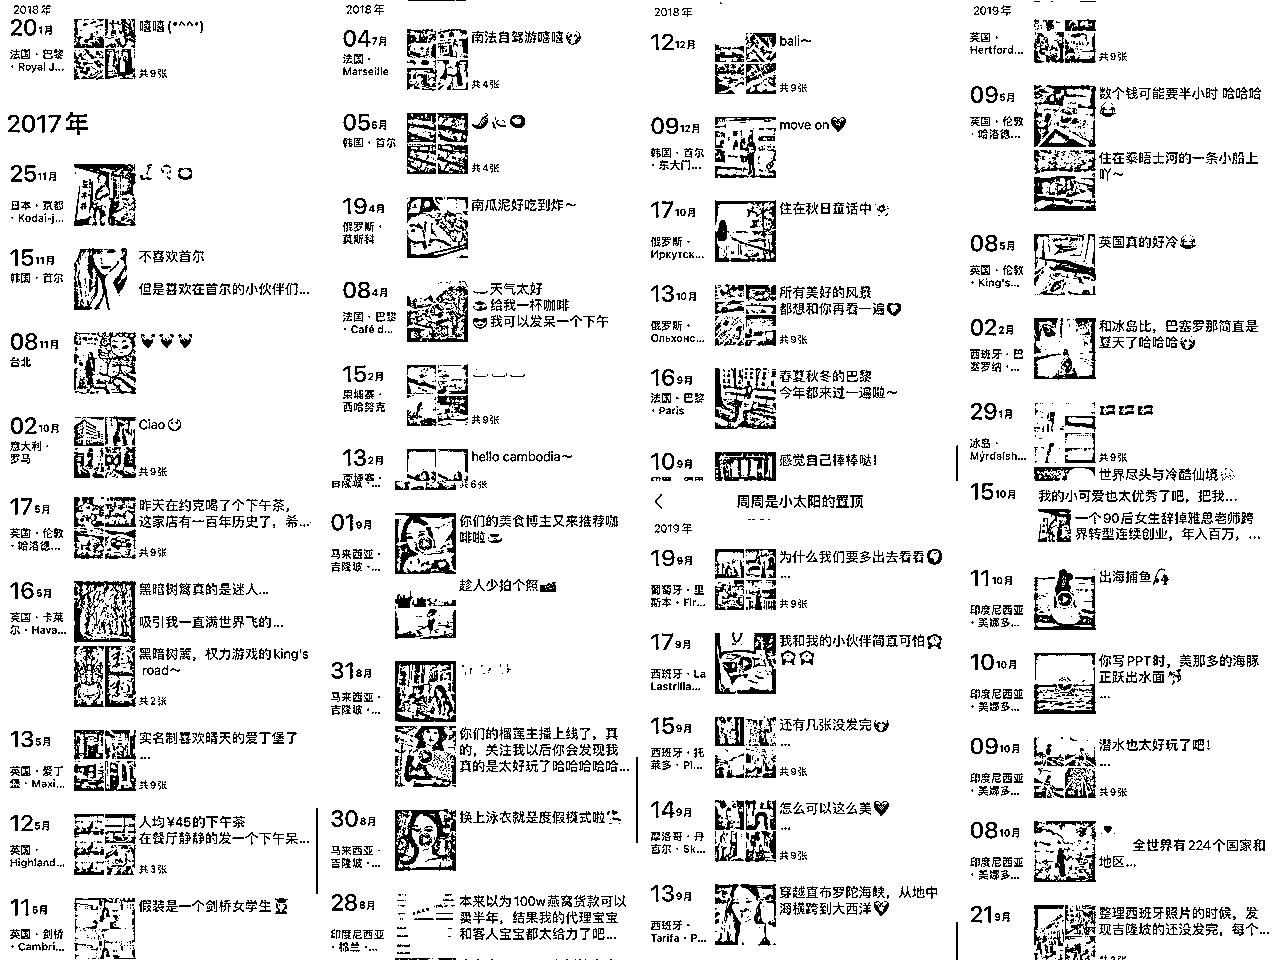 2018年
20 1月
嘻嘻(*^^*)
法国·巴黎
·Royal J...
共9张
2017年
25 11月
日本·京都
·Kodai-j...
15 11月
不喜欢首尔
韩国·首尔
但是喜欢在首尔的小伙伴们...
08 11月
台北
02 10月
Ciao
意大利·
罗马
共9张
17 5月
昨天在约克喝了个下午茶,
这家店有一百年历史了,希...
英国·伦敦
·哈洛德...
共9张
16 5月
黑暗树篱真的是迷人...
英国·卡莱
尔·Hava...
吸引我一直满世界飞的...
黑暗树篱,权力游戏的king's
road~
共2张
13 5月
实名制喜欢晴天的爱丁堡了
...
英国·爱丁
堡·Maxi...
共9张
12 5月
人均¥45的下午茶
在餐厅静静的发一个下午呆...
英国·
Highland...
共3张
11 5月
假装是一个剑桥女学生
英国·剑桥
·Cambri...
2018年
04 7月
南法自驾游嘻嘻
法国·
Marseille
共4张
05 6月
韩国·首尔
共4张
19 4月
南瓜泥好吃到炸~
俄罗斯·
莫斯科
08 4月
天气太好
给我一杯咖啡
我可以发呆一个下午
法国·巴黎
·Café d...
15 2月
柬埔寨·
西哈努克
共9张
13 2月
hello cambodia~
共6张
01 9月
你们的美食博主又来推荐咖
啡啦
马来西亚·
吉隆坡·...
趁人少拍个照
31 8月
马来西亚·
吉隆坡·...
你们的榴莲主播上线了,真
的,关注我以后你会发现我
真的是太好玩了哈哈哈哈哈...
30 8月
换上泳衣就是度假模式啦
马来西亚·
吉隆坡·...
28 8月
本来以为100w燕窝货款可以
卖半年,结果我的代理宝宝
和客人宝宝都太给力了吧...
印度尼西亚
·棉兰·...
2018年
12 12月
bali~
共9张
09 12月
move on
韩国·首尔
·东大门...
17 10月
住在秋日童话中
俄罗斯·
Иркутск...
13 10月
所有美好的风景
都想和你再看一遍
俄罗斯·
Ольхонс...
共9张
16 9月
春夏秋冬的巴黎
今年都来过一遍啦~
法国·巴黎
·Paris
10 9月
感觉自己棒棒哒!
周周是小太阳的置顶
2019年
19 9月
为什么我们要多出去看看
...
葡萄牙·里
斯本·Fir...
共9张
17 9月
我和我的小伙伴简直可怕
西班牙·La
Lastrilla...
15 9月
还有几张没发完
...
西班牙·托
莱多·Pl...
共9张
14 9月
怎么可以这么美
...
摩洛哥·丹
吉尔·Sk...
共9张
13 9月
穿越直布罗陀海峡,从地中
海横跨到大西洋
西班牙·
Tarifa·P...
2019年
英国·
Hertford...
共9张
09 5月
数个钱可能要半小时 哈哈哈
英国·伦敦
·哈洛德...
住在泰晤士河的一条小船上
吖~
08 5月
英国真的好冷
英国·伦敦
·King's...
02 2月
和冰岛比,巴塞罗那简直是
夏天了哈哈哈
西班牙·巴
塞罗纳·...
29 1月
冰岛·
Mýrdalsh...
共9张
世界尽头与冷酷仙境
15 10月
我的小可爱也太优秀了吧,把我...
一个90后女生辞掉雅思老师跨
界转型连续创业,年入百万,...
11 10月
出海捕鱼
印度尼西亚
·美娜多...
10 10月
你写PPT时,美那多的海豚
正跃出水面
...
印度尼西亚
·美娜多...
09 10月
潜水也太好玩了吧!
...
印度尼西亚
·美娜多...
共9张
08 10月
全世界有224个国家和
地区...
印度尼西亚
·美娜多...
21 9月
整理西班牙照片的时候,发
现吉隆坡的还没发完,每个...
马来西亚·